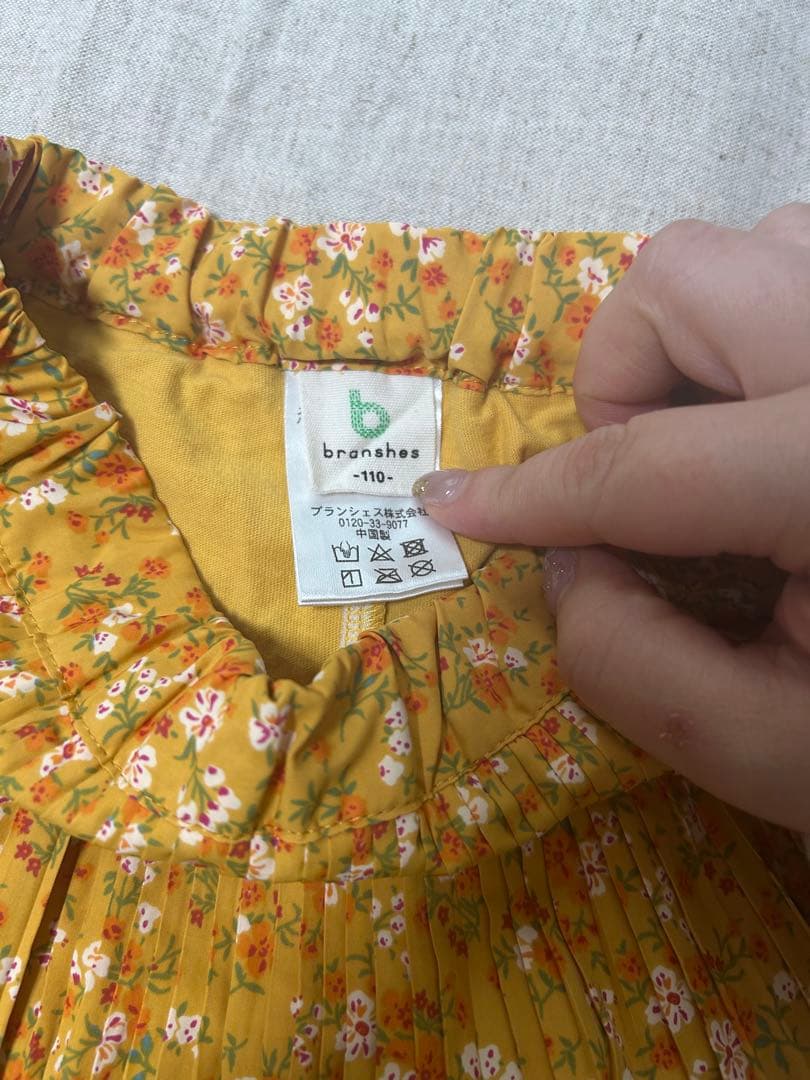 b
branshes
-110-
ブランシェス株式会社
0120-33-9077
中国製